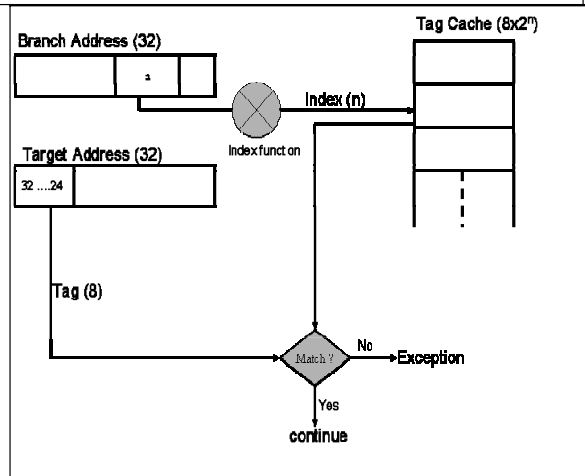 Tag Cache (8x2ⁿ)
Branch Address (32)
Index (n)
Index function
Target Address (32)
32 ....24
Tag (8)
Match ?
No
Exception
Yes
continue